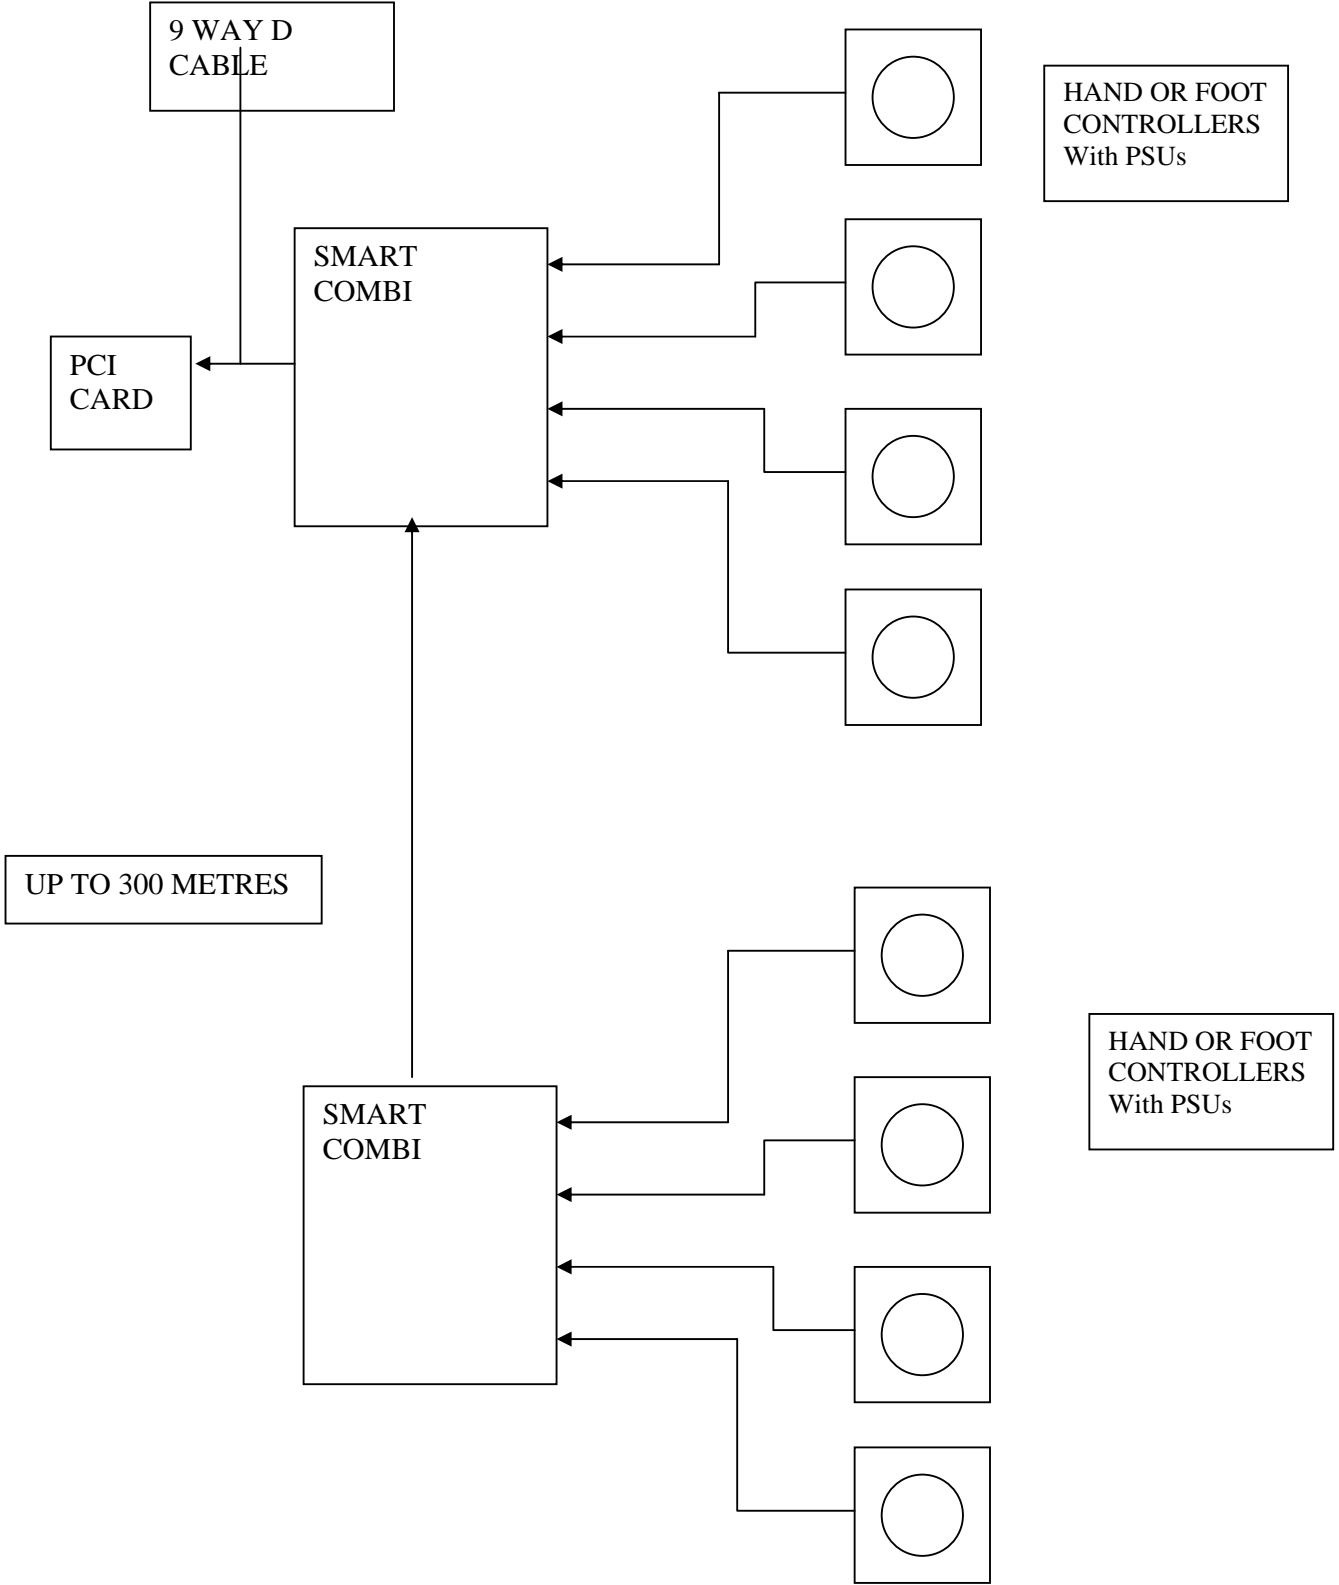 9 WAY D
CABLE
HAND OR FOOT
CONTROLLERS
With PSUs
SMART
COMBI
PCI
CARD
UP TO 300 METRES
HAND OR FOOT
CONTROLLERS
With PSUs
SMART
COMBI